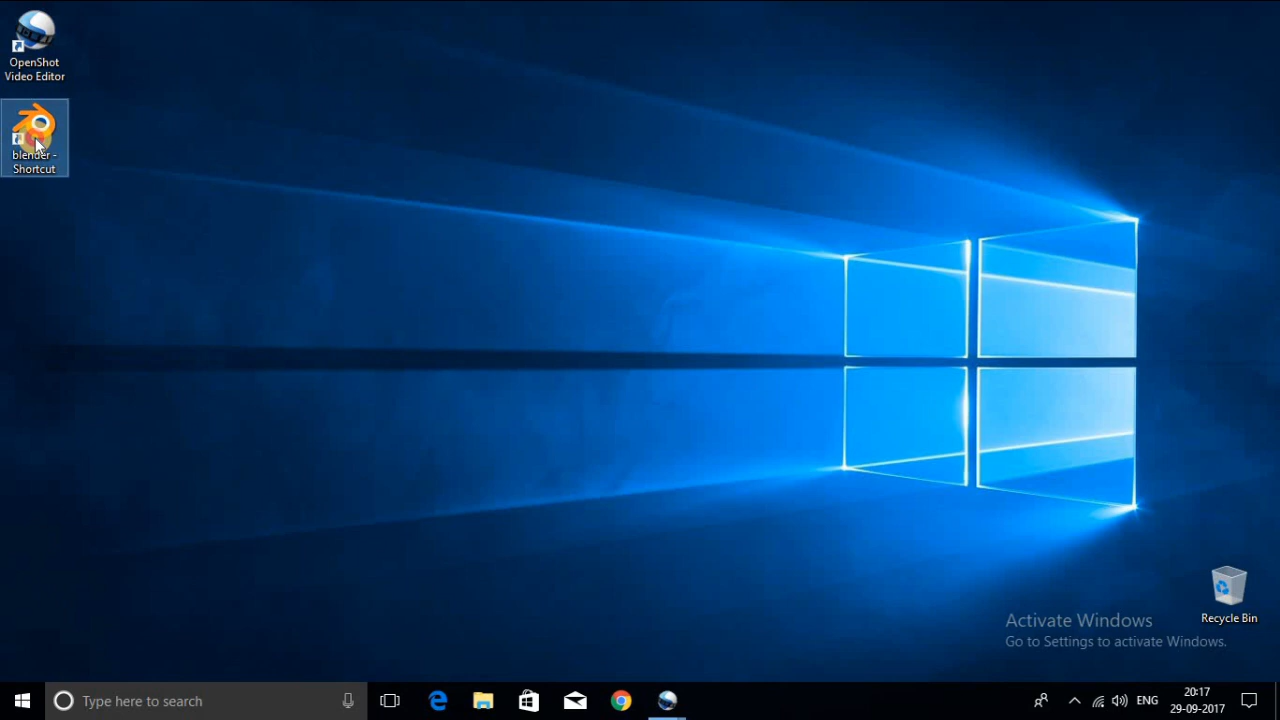 OpenShot
Video Editor
blender -
Shortcut
Recycle Bin
Activate Windows
Go to Settings to activate Windows.
Type here to search
ENG
20:17
29-09-2017